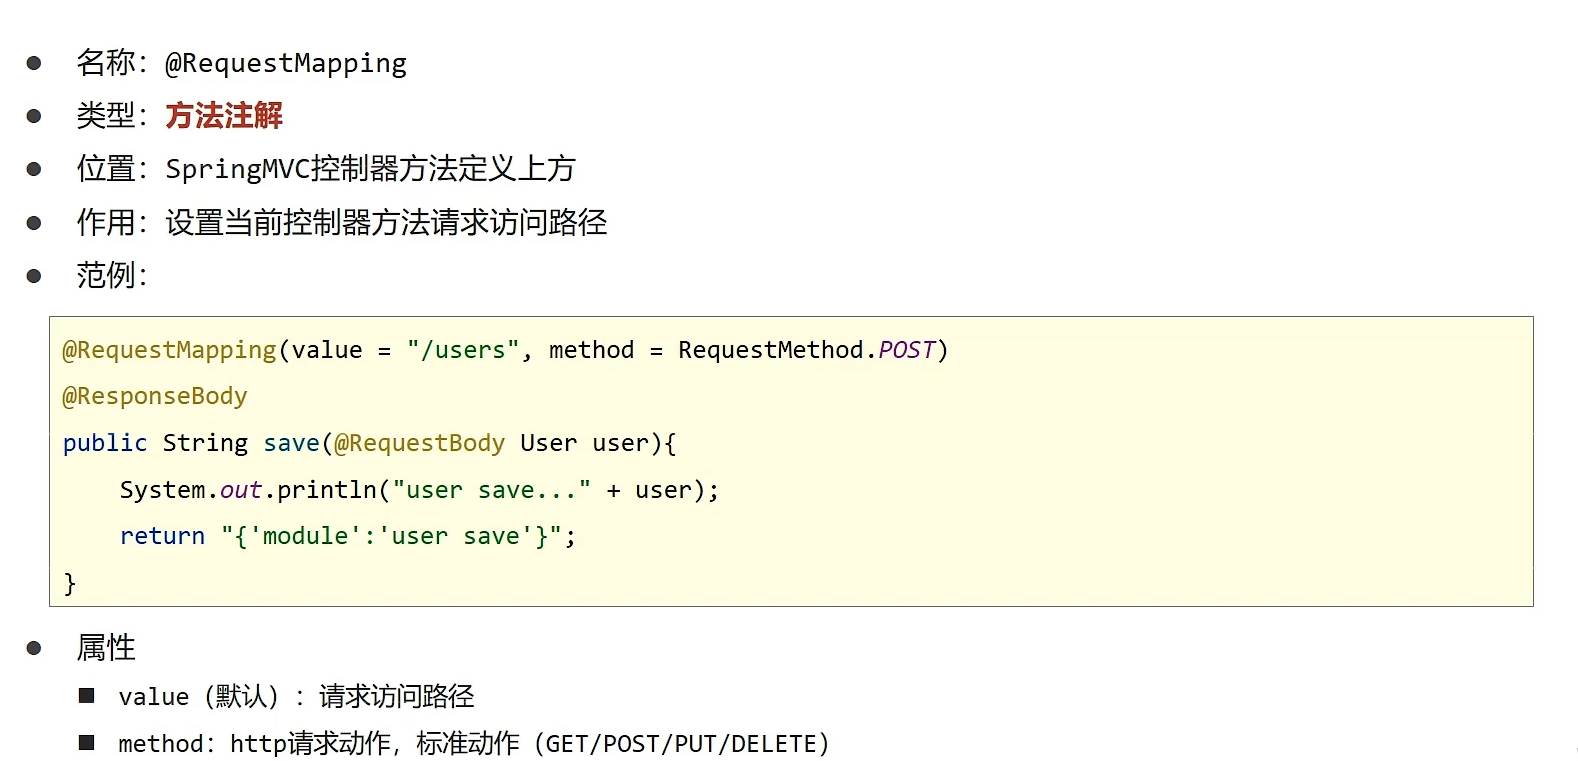 名称：@RequestMapping
类型：方法注解
位置：SpringMVC控制器方法定义上方
作用：设置当前控制器方法请求访问路径
范例：
@RequestMapping(value = "/users", method = RequestMethod.POST)
@ResponseBody
public String save(@RequestBody User user){
    System.out.println("user save..." + user);
    return "{'module':'user save'}";
}
属性
value（默认）：请求访问路径
method：http请求动作，标准动作（GET/POST/PUT/DELETE）